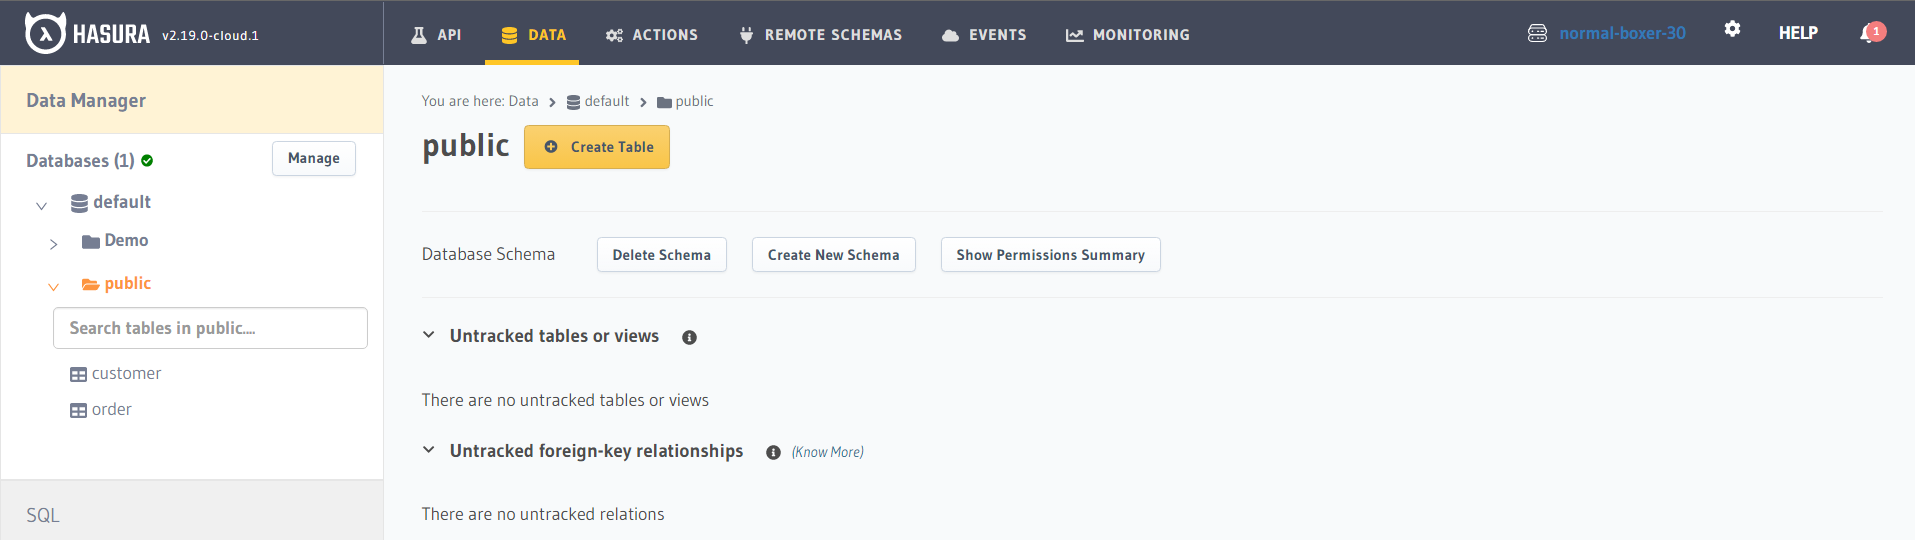 HASURA v2.19.0-cloud.1 API DATA ACTIONS REMOTE SCHEMAS EVENTS MONITORING normal-boxer-30 HELP 1
Data Manager
Databases (1) Manage
default
Demo
public
Search tables in public....
customer
order
SQL
You are here: Data > default > public
public Create Table
Database Schema Delete Schema Create New Schema Show Permissions Summary
Untracked tables or views
There are no untracked tables or views
Untracked foreign-key relationships (Know More)
There are no untracked relations